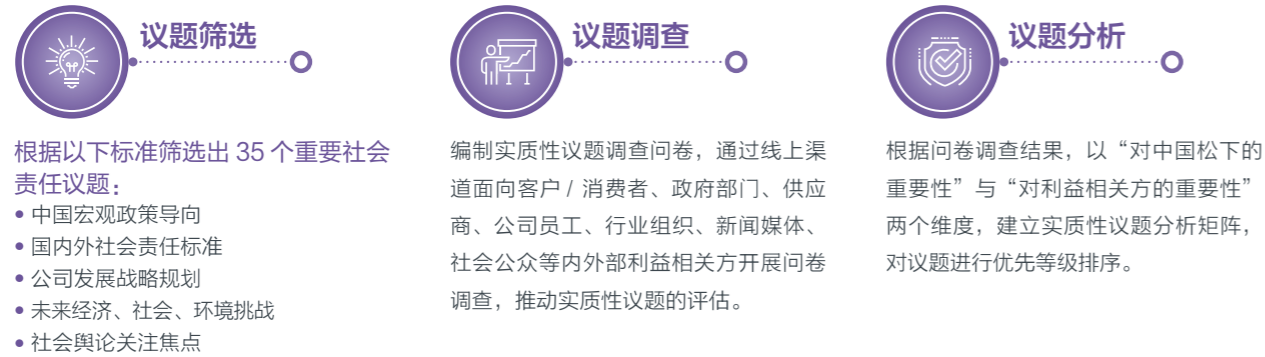 议题筛选
根据以下标准筛选出 35 个重要社会
责任议题：
• 中国宏观政策导向
• 国内外社会责任标准
• 公司发展战略规划
• 未来经济、社会、环境挑战
• 社会舆论关注焦点
议题调查
编制实质性议题调查问卷，通过线上渠
道面向客户 / 消费者、政府部门、供应
商、公司员工、行业组织、新闻媒体、
社会公众等内外部利益相关方开展问卷
调查，推动实质性议题的评估。
议题分析
根据问卷调查结果，以“对中国松下的
重要性”与“对利益相关方的重要性”
两个维度，建立实质性议题分析矩阵，
对议题进行优先等级排序。